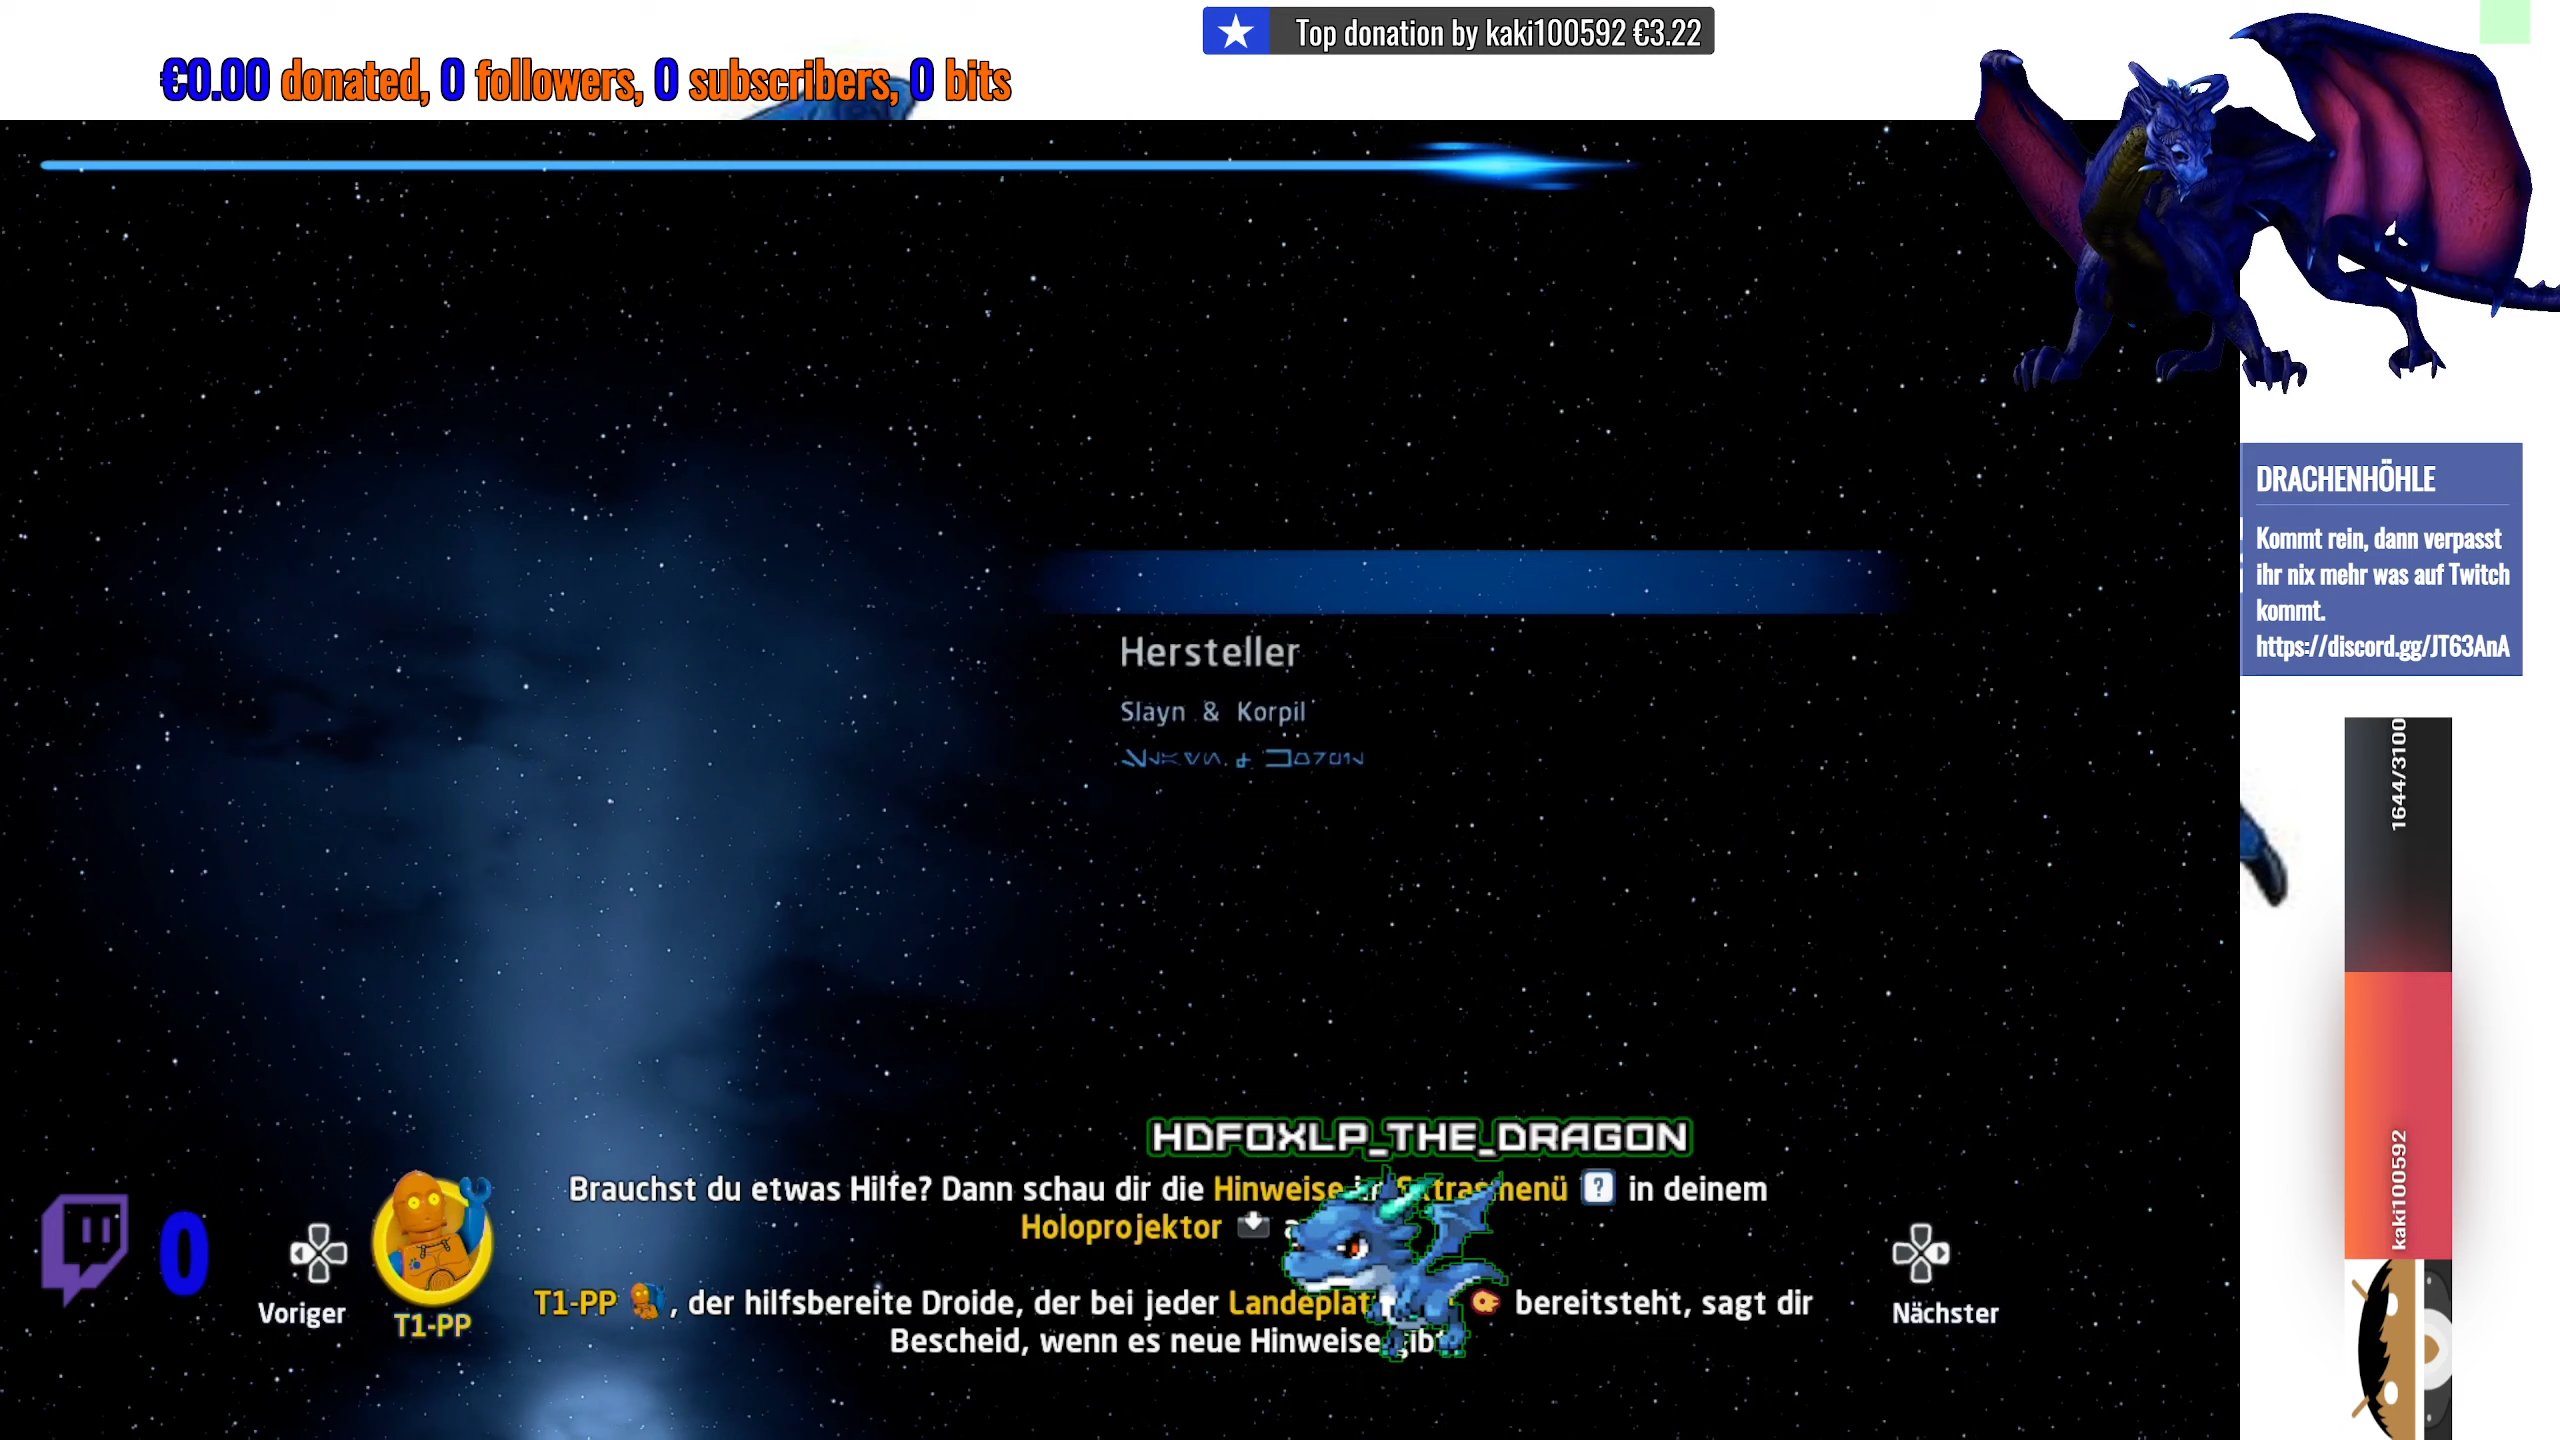 Top donation by kaki100592 €3.22
€0.00 donated, 0 followers, 0 subscribers, 0 bits
DRACHENHÖHLE
Kommt rein, dann verpasst
ihr nix mehr was auf Twitch
kommt.
https://discord.gg/JT63AnA
Hersteller
Slayn & Korpil
1644/3100
kaki100592
HDFOXLP_THE_DRAGON
Brauchst du etwas Hilfe? Dann schau dir die Hinweise in deinem
Holoprojektor
T1-PP, der hilfsbereite Droide, der bei jeder bereitsteht, sagt dir
Bescheid, wenn es neue Hinweise
0
Voriger
T1-PP
Nächster